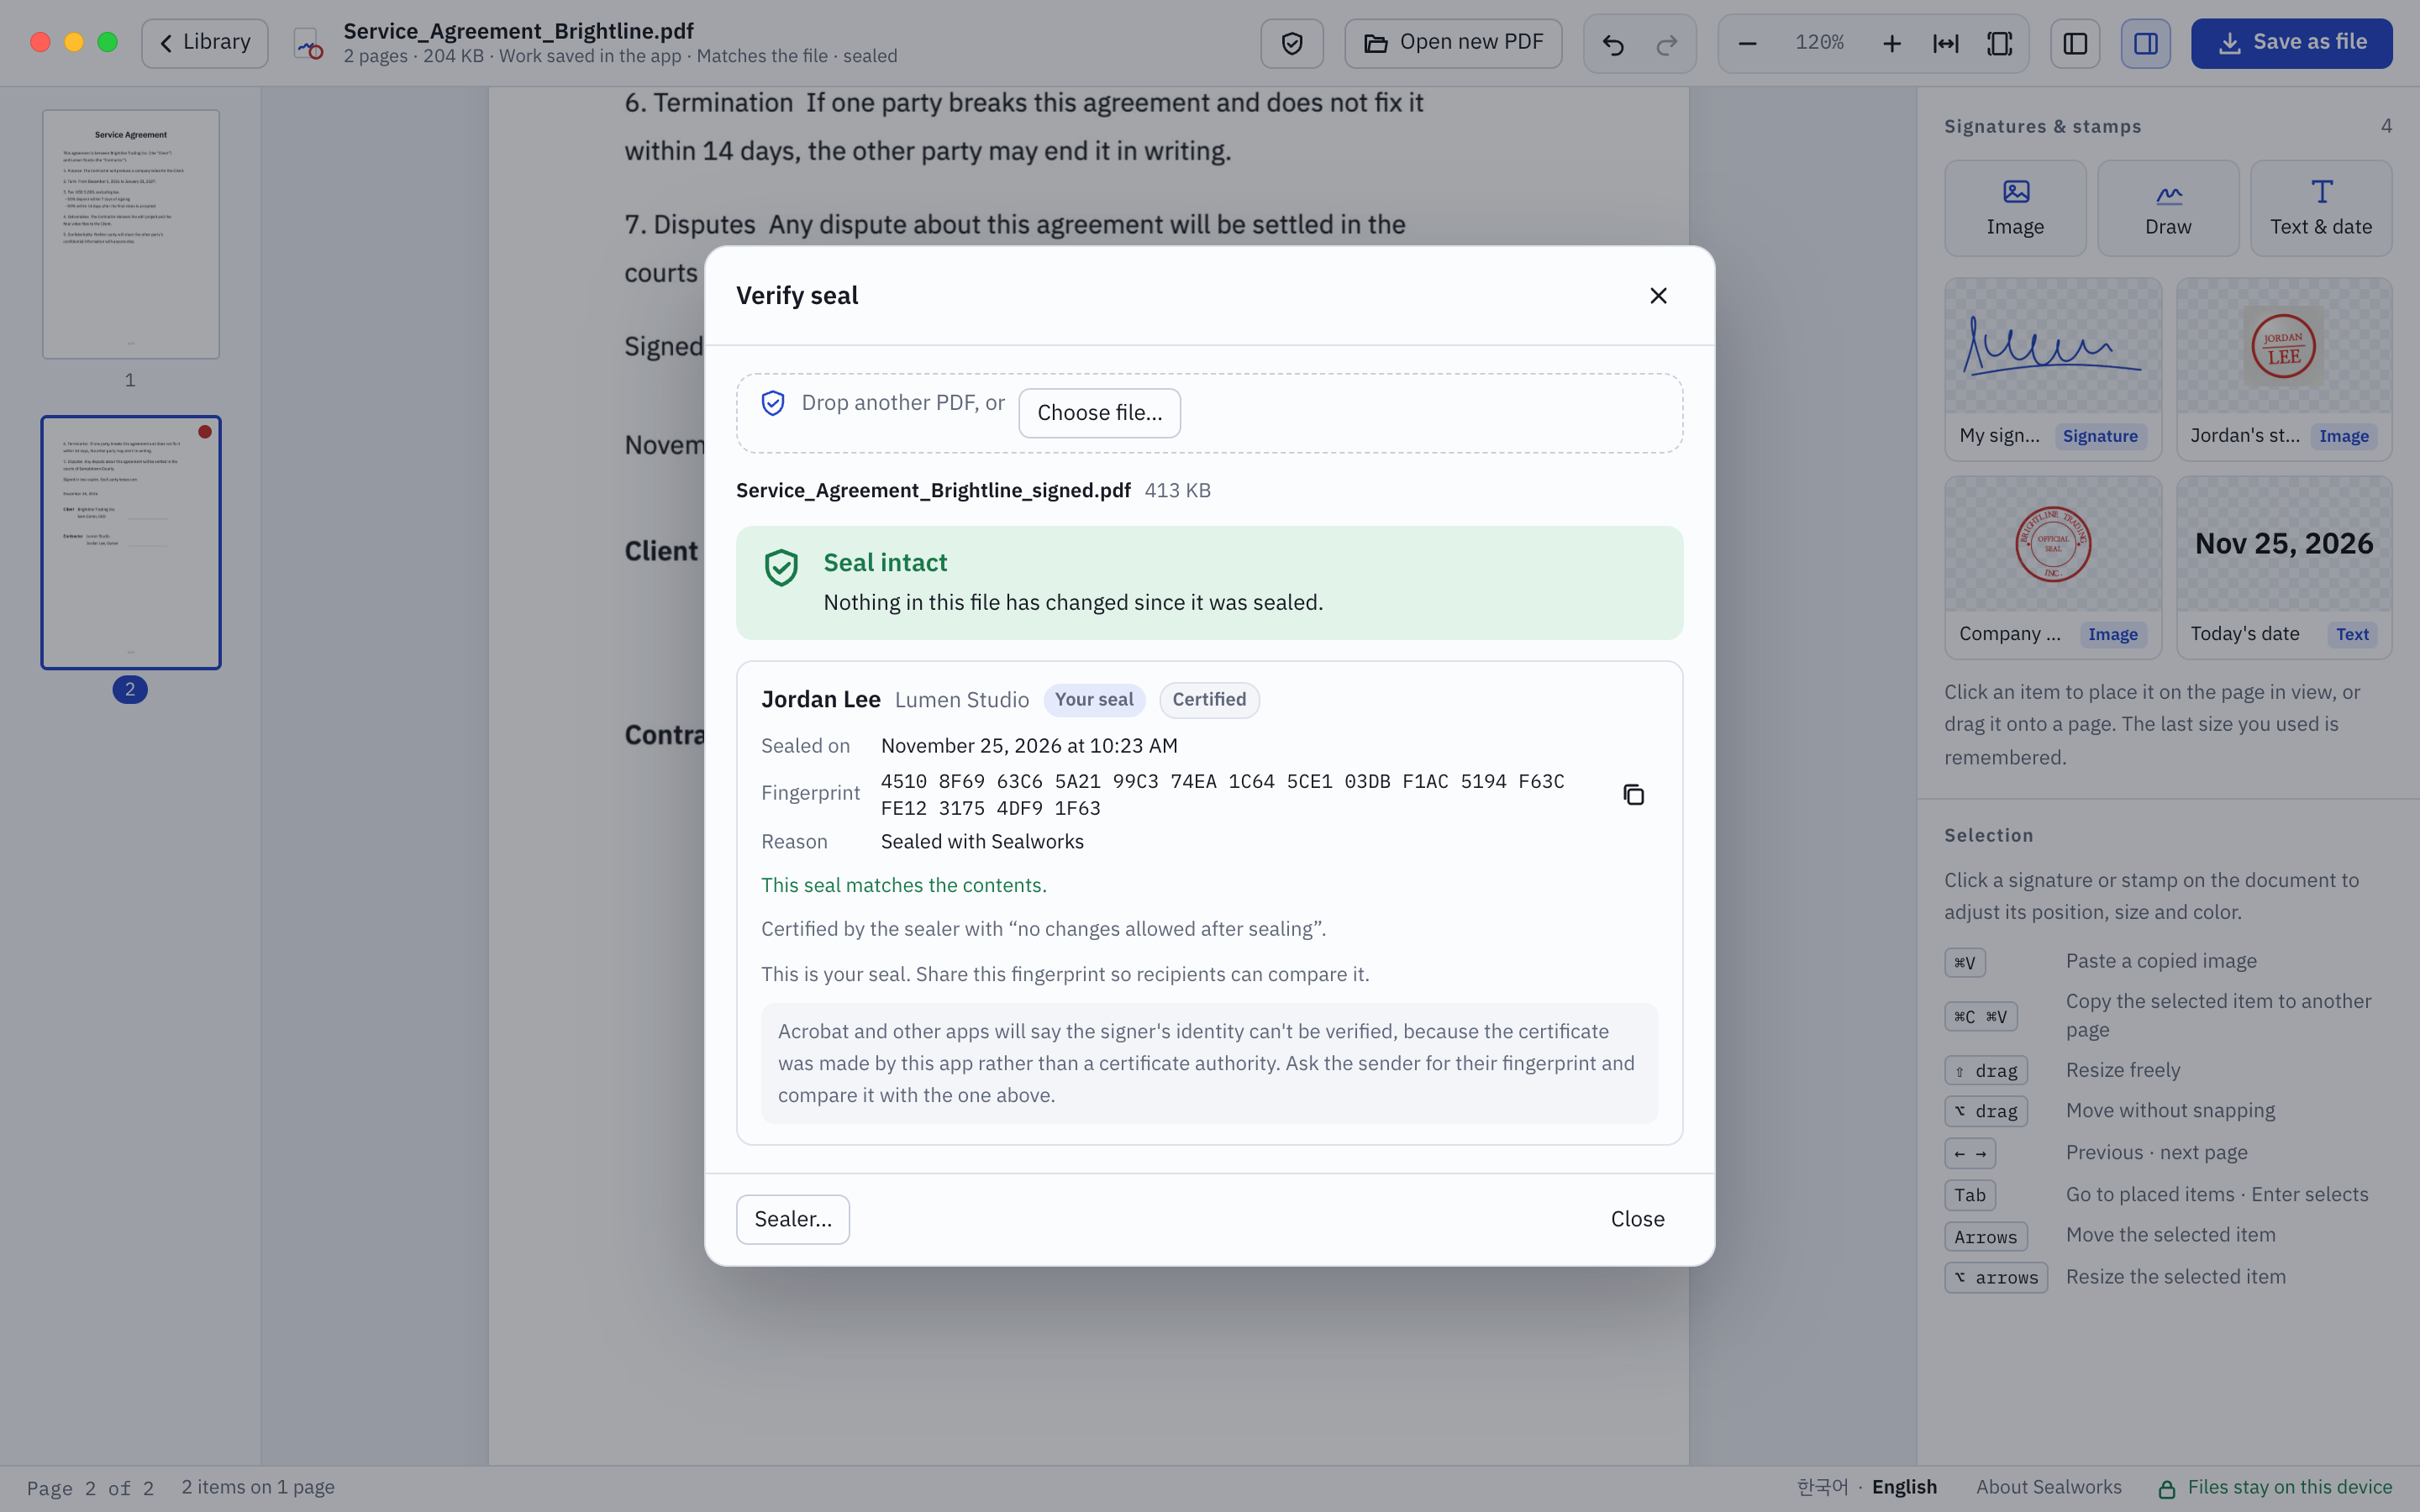 Library
Service_Agreement_Brightline.pdf
2 pages · 204 KB · Work saved in the app · Matches the file · sealed
Open new PDF
120%
Save as file
Service Agreement
1
2
6. Termination  If one party breaks this agreement and does not fix it
within 14 days, the other party may end it in writing.
7. Disputes  Any dispute about this agreement will be settled in the
courts
Signed
Novem
Client
Contra
Verify seal
Drop another PDF, or
Choose file...
Service_Agreement_Brightline_signed.pdf 413 KB
Seal intact
Nothing in this file has changed since it was sealed.
Jordan Lee Lumen Studio Your seal Certified
Sealed on November 25, 2026 at 10:23 AM
Fingerprint 4510 8F69 63C6 5A21 99C3 74EA 1C64 5CE1 03DB F1AC 5194 F63C
FE12 3175 4DF9 1F63
Reason Sealed with Sealworks
This seal matches the contents.
Certified by the sealer with “no changes allowed after sealing”.
This is your seal. Share this fingerprint so recipients can compare it.
Acrobat and other apps will say the signer's identity can't be verified, because the certificate
was made by this app rather than a certificate authority. Ask the sender for their fingerprint and
compare it with the one above.
Sealer...
Close
Signatures & stamps 4
Image
Draw
Text & date
My sign... Signature
JORDAN
LEE
Jordan's st... Image
BRIGHTLINE TRADING
OFFICIAL
SEAL
INC.
Company ... Image
Nov 25, 2026
Today's date Text
Click an item to place it on the page in view, or
drag it onto a page. The last size you used is
remembered.
Selection
Click a signature or stamp on the document to
adjust its position, size and color.
⌘V Paste a copied image
⌘C ⌘V Copy the selected item to another
page
⇧ drag Resize freely
⌥ drag Move without snapping
← → Previous · next page
Tab Go to placed items · Enter selects
Arrows Move the selected item
⌥ arrows Resize the selected item
Page 2 of 2
2 items on 1 page
한국어 · English
About Sealworks
Files stay on this device